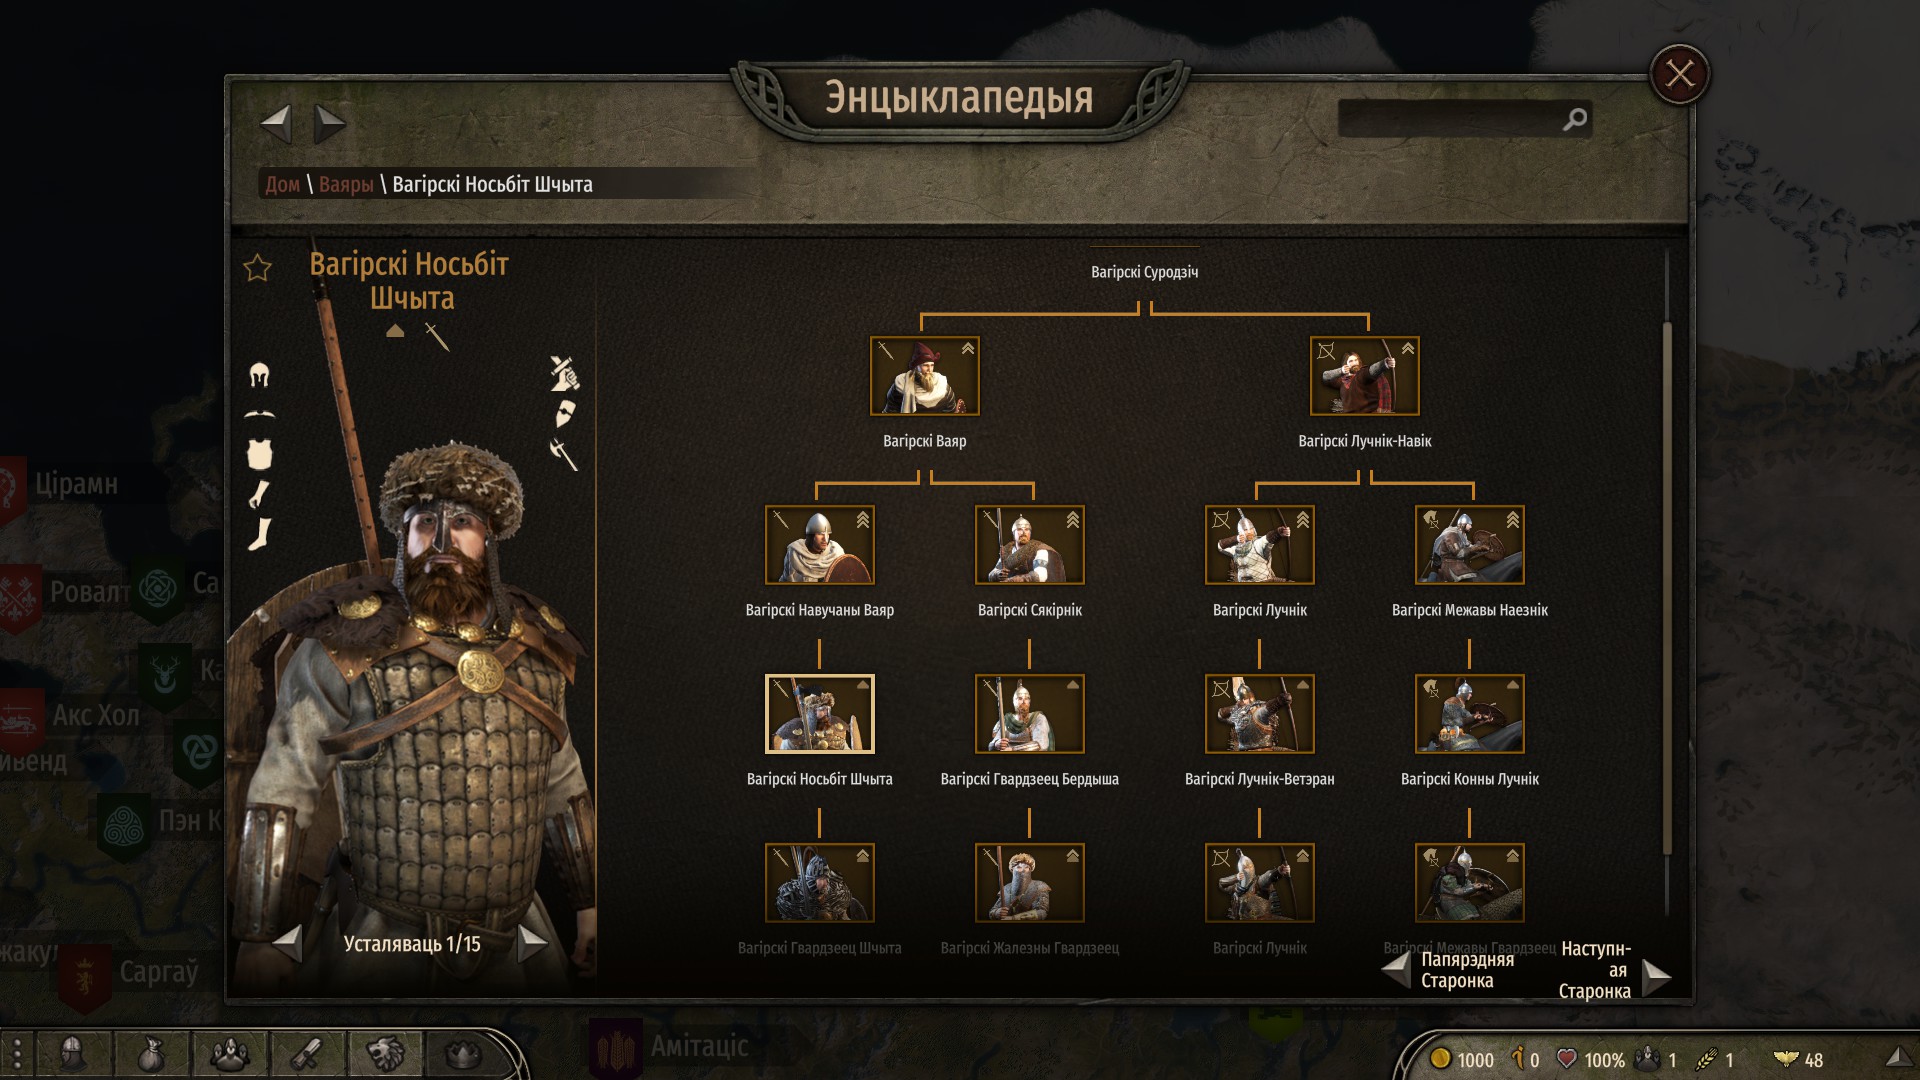 Энцыклапедыя
Дом \ Ваяры \ Вагірскі Носьбіт Шчыта
Вагірскі Носьбіт
Шчыта
Вагірскі Суродзіч
Вагірскі Ваяр
Вагірскі Лучнік-Навік
Вагірскі Навучаны Ваяр
Вагірскі Сякірнік
Вагірскі Лучнік
Вагірскі Межавы Наезнік
Вагірскі Носьбіт Шчыта
Вагірскі Гвардзеец Бердыша
Вагірскі Лучнік-Ветэран
Вагірскі Конны Лучнік
Вагірскі Гвардзеец Шчыта
Вагірскі Жалезны Гвардзеец
Вагірскі Лучнік
Вагірскі Межавы Гвардзеец
Усталяваць 1/15
Папярэдняя
Старонка
Наступн-
ая
Старонка
Цірамн
Ровалт
Акс Хол
Пэн К
Саргаў
Амітаціс
1000
0
100%
1
1
48